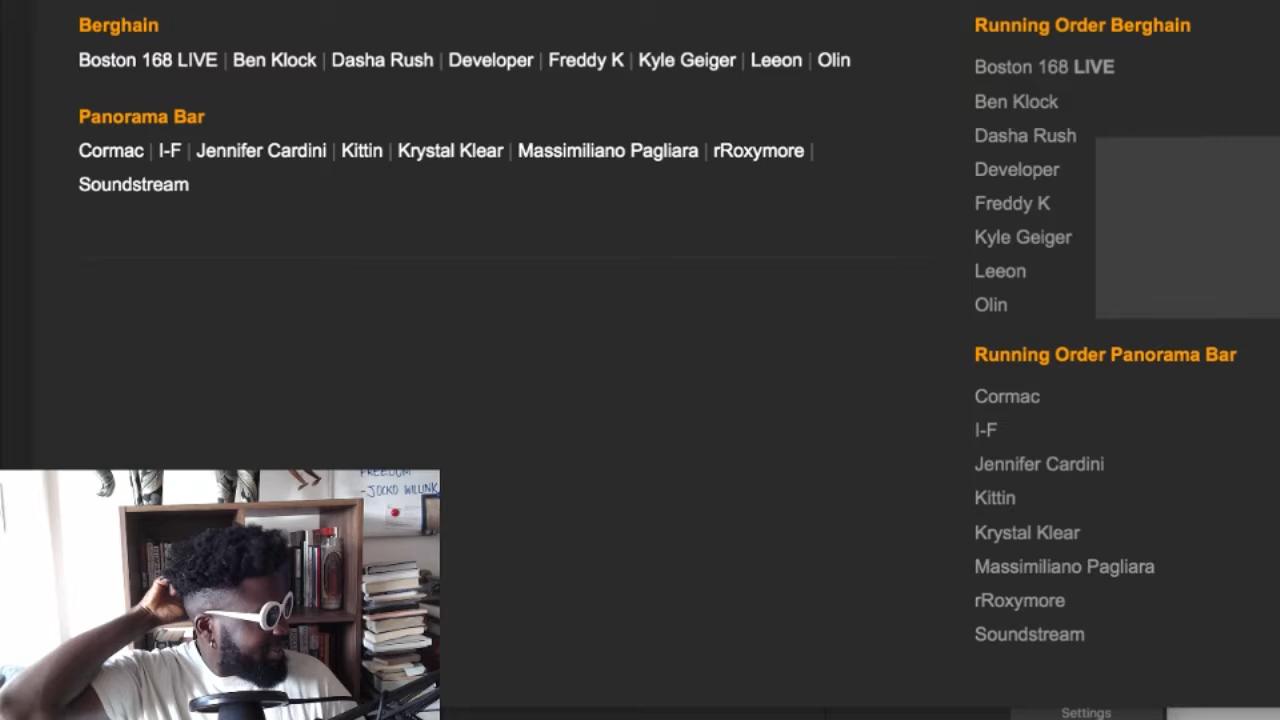 Berghain
Boston 168 LIVE | Ben Klock | Dasha Rush | Developer | Freddy K | Kyle Geiger | Leeon | Olin
Panorama Bar
Cormac | I-F | Jennifer Cardini | Kittin | Krystal Klear | Massimiliano Pagliara | rRoxymore |
Soundstream
Running Order Berghain
Boston 168 LIVE
Ben Klock
Dasha Rush
Developer
Freddy K
Kyle Geiger
Leeon
Olin
Running Order Panorama Bar
Cormac
I-F
Jennifer Cardini
Kittin
Krystal Klear
Massimiliano Pagliara
rRoxymore
Soundstream
FREEDOM
-JOCKO WILLINK
Settings